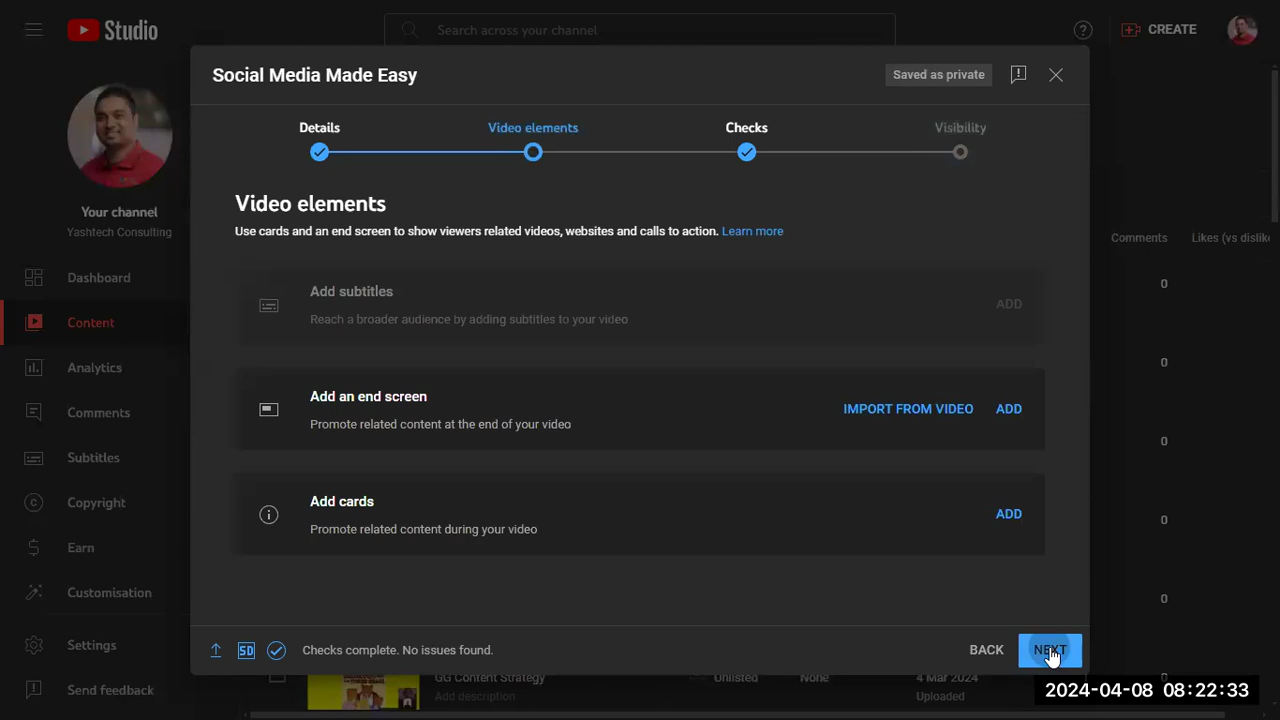 Studio
Search across your channel
CREATE
Social Media Made Easy
Saved as private
Details
Video elements
Checks
Visibility
Your channel
Yashtech Consulting
Video elements
Use cards and an end screen to show viewers related videos, websites and calls to action. Learn more
Comments
Likes (vs dislike
Dashboard
Add subtitles
ADD
Reach a broader audience by adding subtitles to your video
0
Content
Analytics
0
Add an end screen
IMPORT FROM VIDEO
ADD
Promote related content at the end of your video
Comments
0
Subtitles
Copyright
Add cards
ADD
Promote related content during your video
0
Earn
Customisation
0
Settings
SD
Checks complete. No issues found.
BACK
NEXT
Send feedback
GG Content Strategy
Unlisted
None
4 Mar 2024
Add description
Uploaded
2024-04-08 08:22:33